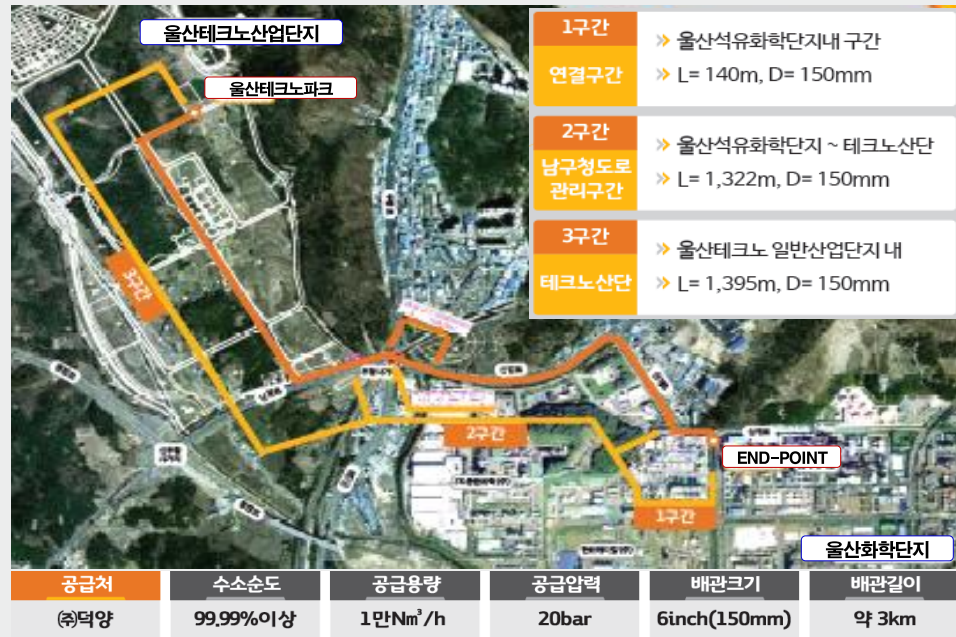 울산테크노산업단지
울산테크노파크
1구간
연결구간
» 울산석유화학단지내 구간
» L= 140m, D= 150mm
2구간
남구청도로
관리구간
» 울산석유화학단지 ~ 테크노산단
» L= 1,322m, D= 150mm
3구간
테크노산단
» 울산테크노 일반산업단지 내
» L= 1,395m, D= 150mm
3구간
2구간
END-POINT
1구간
울산화학단지
공급처
수소순도
공급용량
공급압력
배관크기
배관길이
㈜덕양
99.99%이상
1만N㎥/h
20bar
6inch(150mm)
약 3km